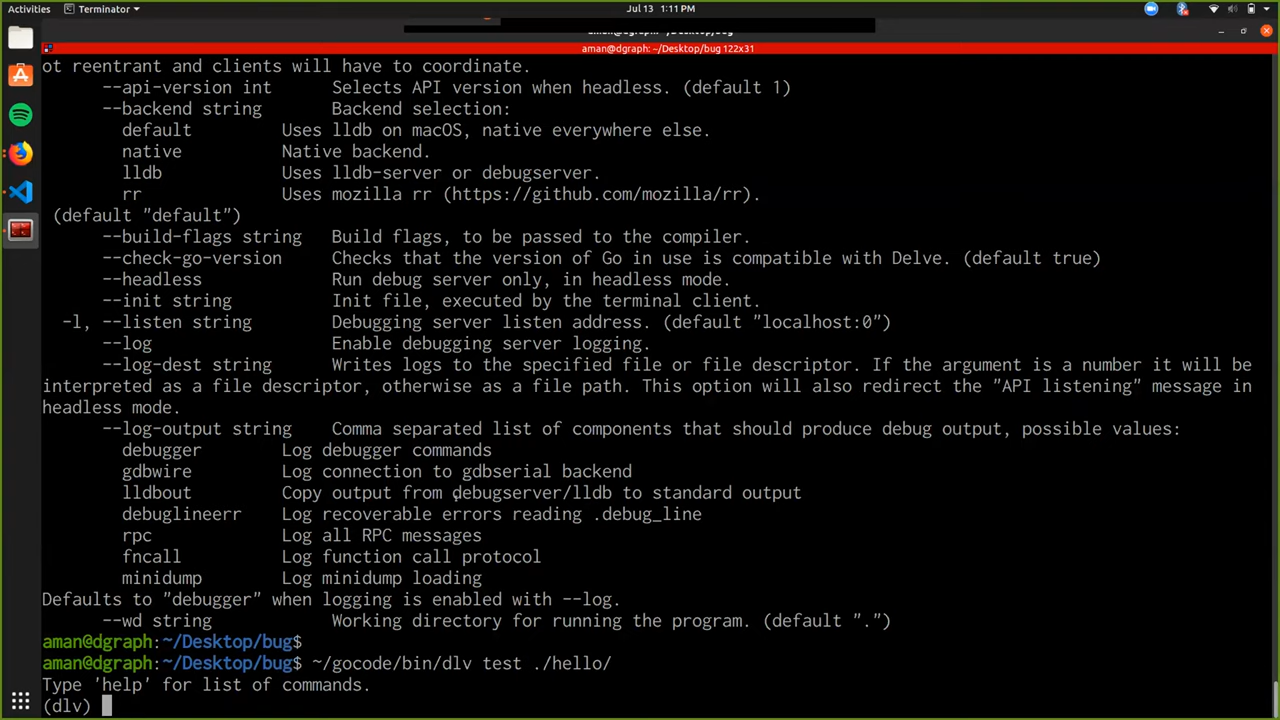 Activities
Terminator
Jul 13 1:11 PM
aman@dgraph: ~/Desktop/bug 122x31
ot reentrant and clients will have to coordinate.
--api-version int Selects API version when headless. (default 1)
--backend string Backend selection:
default Uses lldb on macOS, native everywhere else.
native Native backend.
lldb Uses lldb-server or debugserver.
rr Uses mozilla rr (https://github.com/mozilla/rr).
(default "default")
--build-flags string Build flags, to be passed to the compiler.
--check-go-version Checks that the version of Go in use is compatible with Delve. (default true)
--headless Run debug server only, in headless mode.
--init string Init file, executed by the terminal client.
-l, --listen string Debugging server listen address. (default "localhost:0")
--log Enable debugging server logging.
--log-dest string Writes logs to the specified file or file descriptor. If the argument is a number it will be
interpreted as a file descriptor, otherwise as a file path. This option will also redirect the "API listening" message in
headless mode.
--log-output string Comma separated list of components that should produce debug output, possible values:
debugger Log debugger commands
gdbwire Log connection to gdbserial backend
lldbout Copy output from debugserver/lldb to standard output
debuglineerr Log recoverable errors reading .debug_line
rpc Log all RPC messages
fncall Log function call protocol
minidump Log minidump loading
Defaults to "debugger" when logging is enabled with --log.
--wd string Working directory for running the program. (default ".")
aman@dgraph:~/Desktop/bug$
aman@dgraph:~/Desktop/bug$ ~/gocode/bin/dlv test ./hello/
Type 'help' for list of commands.
(dlv)